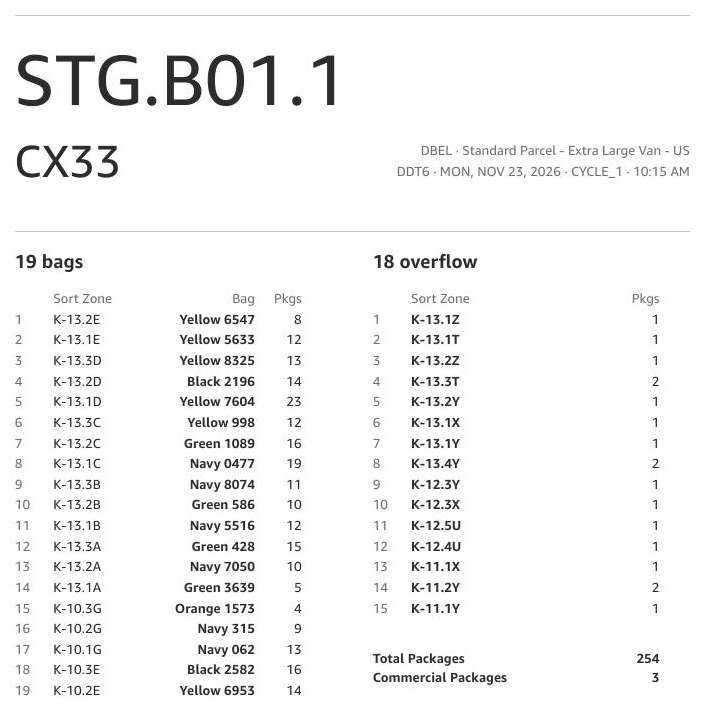 STG.B01.1
CX33
DBEL · Standard Parcel - Extra Large Van - US
DDT6 · MON, NOV 23, 2026 · CYCLE_1 · 10:15 AM
19 bags
Sort Zone Bag Pkgs
1 K-13.2E Yellow 6547 8
2 K-13.1E Yellow 5633 12
3 K-13.3D Yellow 8325 13
4 K-13.2D Black 2196 14
5 K-13.1D Yellow 7604 23
6 K-13.3C Yellow 998 12
7 K-13.2C Green 1089 16
8 K-13.1C Navy 0477 19
9 K-13.3B Navy 8074 11
10 K-13.2B Green 586 10
11 K-13.1B Navy 5516 12
12 K-13.3A Green 428 15
13 K-13.2A Navy 7050 10
14 K-13.1A Green 3639 5
15 K-10.3G Orange 1573 4
16 K-10.2G Navy 315 9
17 K-10.1G Navy 062 13
18 K-10.3E Black 2582 16
19 K-10.2E Yellow 6953 14
18 overflow
Sort Zone Pkgs
1 K-13.1Z 1
2 K-13.1T 1
3 K-13.2Z 1
4 K-13.3T 2
5 K-13.2Y 1
6 K-13.1X 1
7 K-13.1Y 1
8 K-13.4Y 2
9 K-12.3Y 1
10 K-12.3X 1
11 K-12.5U 1
12 K-12.4U 1
13 K-11.1X 1
14 K-11.2Y 2
15 K-11.1Y 1
Total Packages 254
Commercial Packages 3